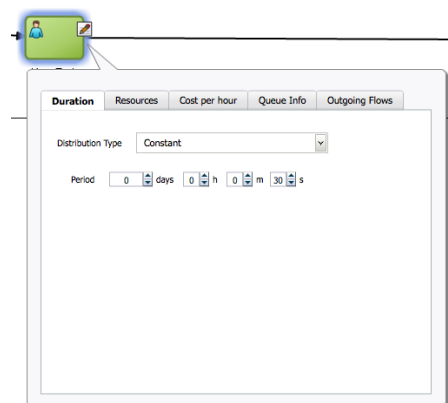 Duration Resources Cost per hour Queue Info Outgoing Flows
Distribution Type Constant
Period 0 days 0 h 0 m 30 s